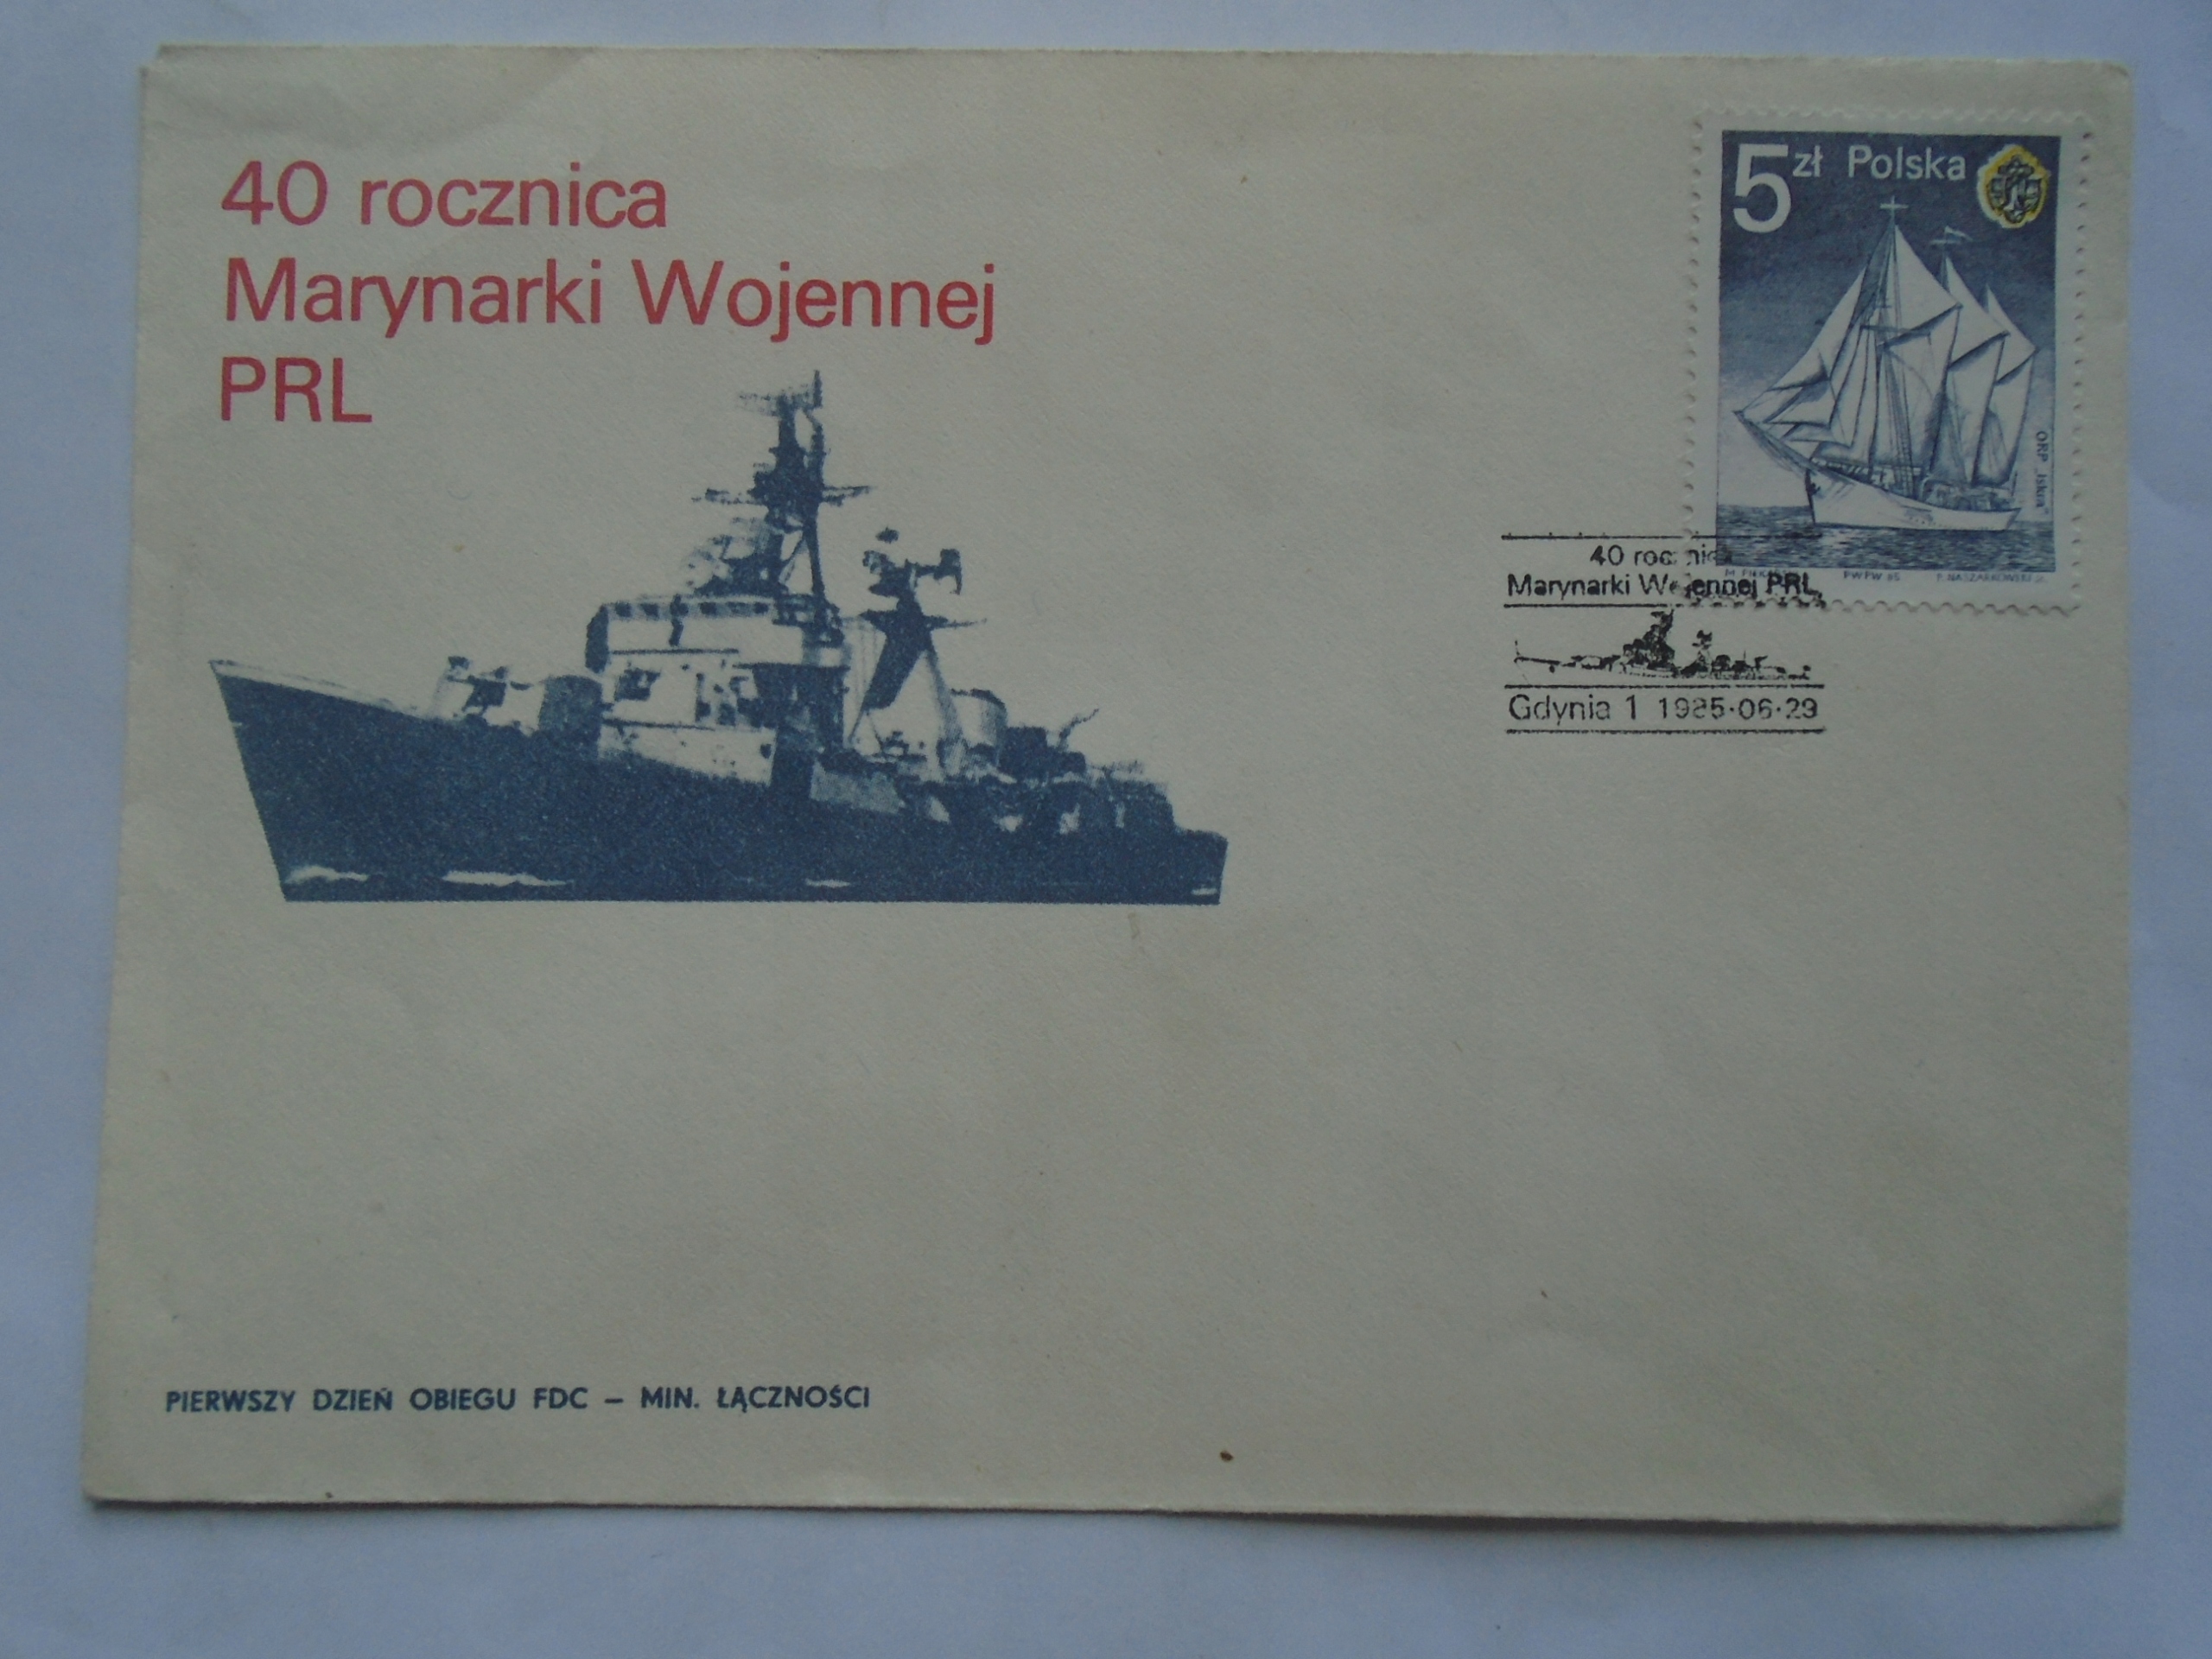 40 rocznica
Marynarki Wojennej
PRL
5 zł Polska
ORP „Iskra”
PWPW 85
40 rocznica
Marynarki Wojennej PRL
Gdynia 1 1985·06·29
PIERWSZY DZIEŃ OBIEGU FDC – MIN. ŁĄCZNOŚCI